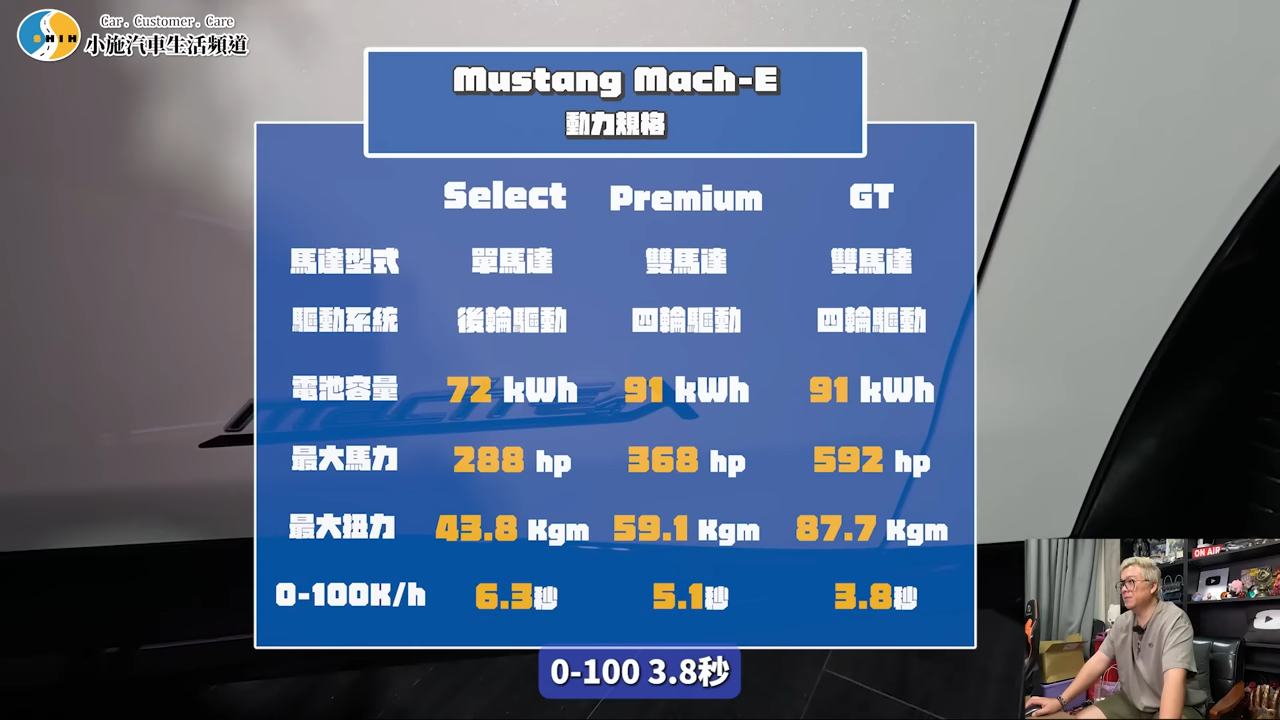 Car. Customer. Care
SHIH
小施汽車生活頻道
Mustang Mach-E
動力規格
Select Premium GT
馬達型式 單馬達 雙馬達 雙馬達
驅動系統 後輪驅動 四輪驅動 四輪驅動
電池容量 72 kWh 91 kWh 91 kWh
最大馬力 288 hp 368 hp 592 hp
最大扭力 43.8 Kgm 59.1 Kgm 87.7 Kgm
0-100K/h 6.3秒 5.1秒 3.8秒
ON AIR
0-100 3.8秒